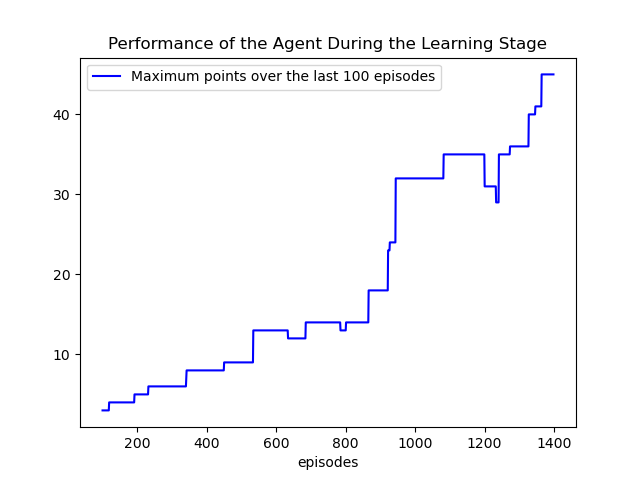 Performance of the Agent During the Learning Stage
Maximum points over the last 100 episodes
40
30
20
10
200 400 600 800 1000 1200 1400
episodes